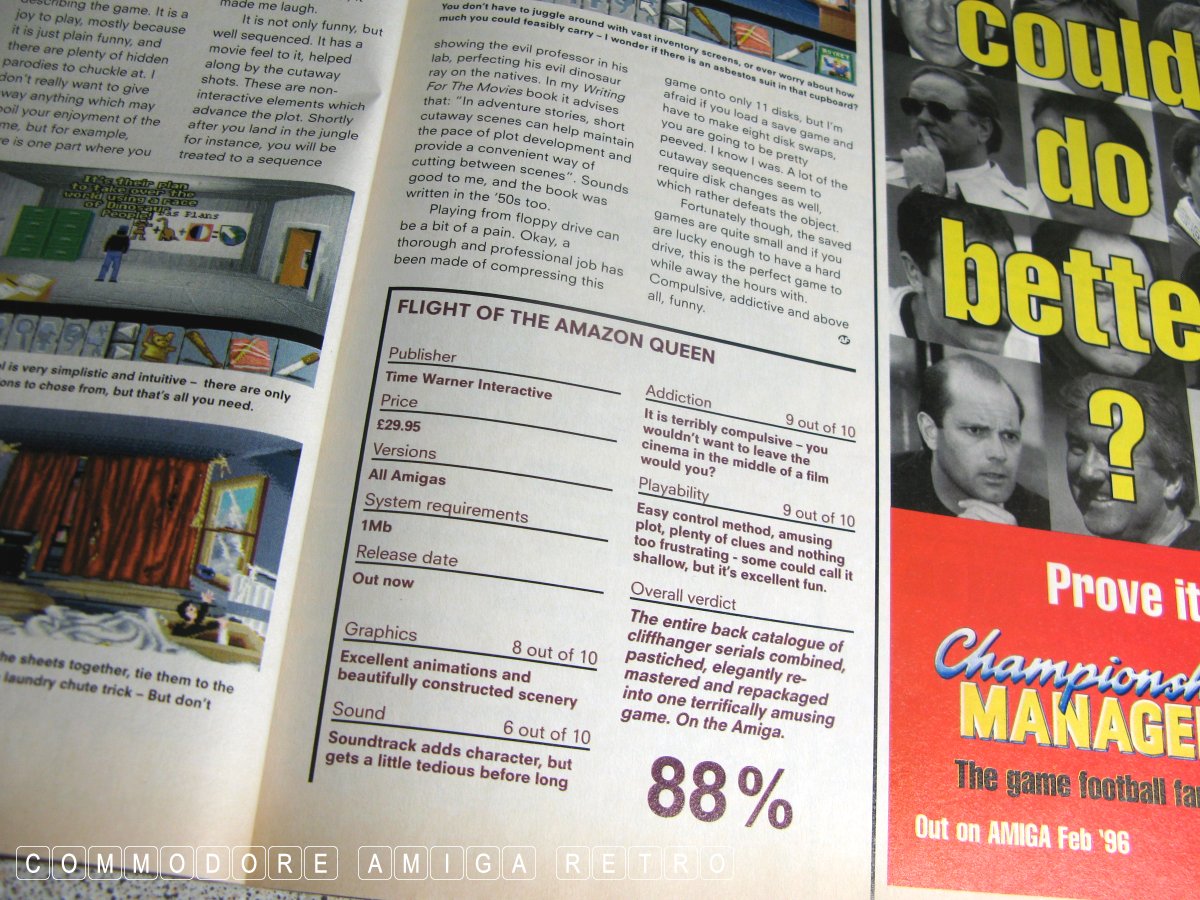 describing the game. It is a
joy to play, mostly because
it is just plain funny, and
there are plenty of hidden
parodies to chuckle at. I
don't really want to give
away anything which may
spoil your enjoyment of the
game, but for example,
there is one part where you
made me laugh.
It is not only funny, but
well sequenced. It has a
movie feel to it, helped
along by the cutaway
shots. These are non-
interactive elements which
advance the plot. Shortly
after you land in the jungle
for instance, you will be
treated to a sequence
It's their plan
to take over the
world using a race
of Dinosaur
People!
is very simplistic and intuitive – there are only
to chose from, but that's all you need.
the sheets together, tie them to the
laundry chute trick – But don't
You don't have to juggle around with vast inventory screens, or ever worry about how
much you could feasibly carry – I wonder if there is an asbestos suit in that cupboard?
showing the evil professor in his
lab, perfecting his evil dinosaur
ray on the natives. In my Writing
For The Movies book it advises
that: "In adventure stories, short
cutaway scenes can help maintain
the pace of plot development and
provide a convenient way of
cutting between scenes". Sounds
good to me, and the book was
written in the '50s too.
Playing from floppy drive can
be a bit of a pain. Okay, a
thorough and professional job has
been made of compressing this
game onto only 11 disks, but I'm
afraid if you load a save game and
have to make eight disk swaps,
you are going to be pretty
peeved. I know I was. A lot of the
cutaway sequences seem to
require disk changes as well,
which rather defeats the object.
Fortunately though, the saved
games are quite small and if you
are lucky enough to have a hard
drive, this is the perfect game to
while away the hours with.
Compulsive, addictive and above
all, funny.
AF
FLIGHT OF THE AMAZON QUEEN
Publisher
Time Warner Interactive
Price
£29.95
Versions
All Amigas
System requirements
1Mb
Release date
Out now
Graphics 8 out of 10
Excellent animations and
beautifully constructed scenery
Sound 6 out of 10
Soundtrack adds character, but
gets a little tedious before long
Addiction 9 out of 10
It is terribly compulsive – you
wouldn't want to leave the
cinema in the middle of a film
would you?
Playability 9 out of 10
Easy control method, amusing
plot, plenty of clues and nothing
too frustrating - some could call it
shallow, but it's excellent fun.
Overall verdict
The entire back catalogue of
cliffhanger serials combined,
pastiched, elegantly re-
mastered and repackaged
into one terrifically amusing
game. On the Amiga.
88%
could
do
bette
?
Prove it
Championsh
MANAGE
The game football fa
Out on AMIGA Feb '96
COMMODORE AMIGA RETRO